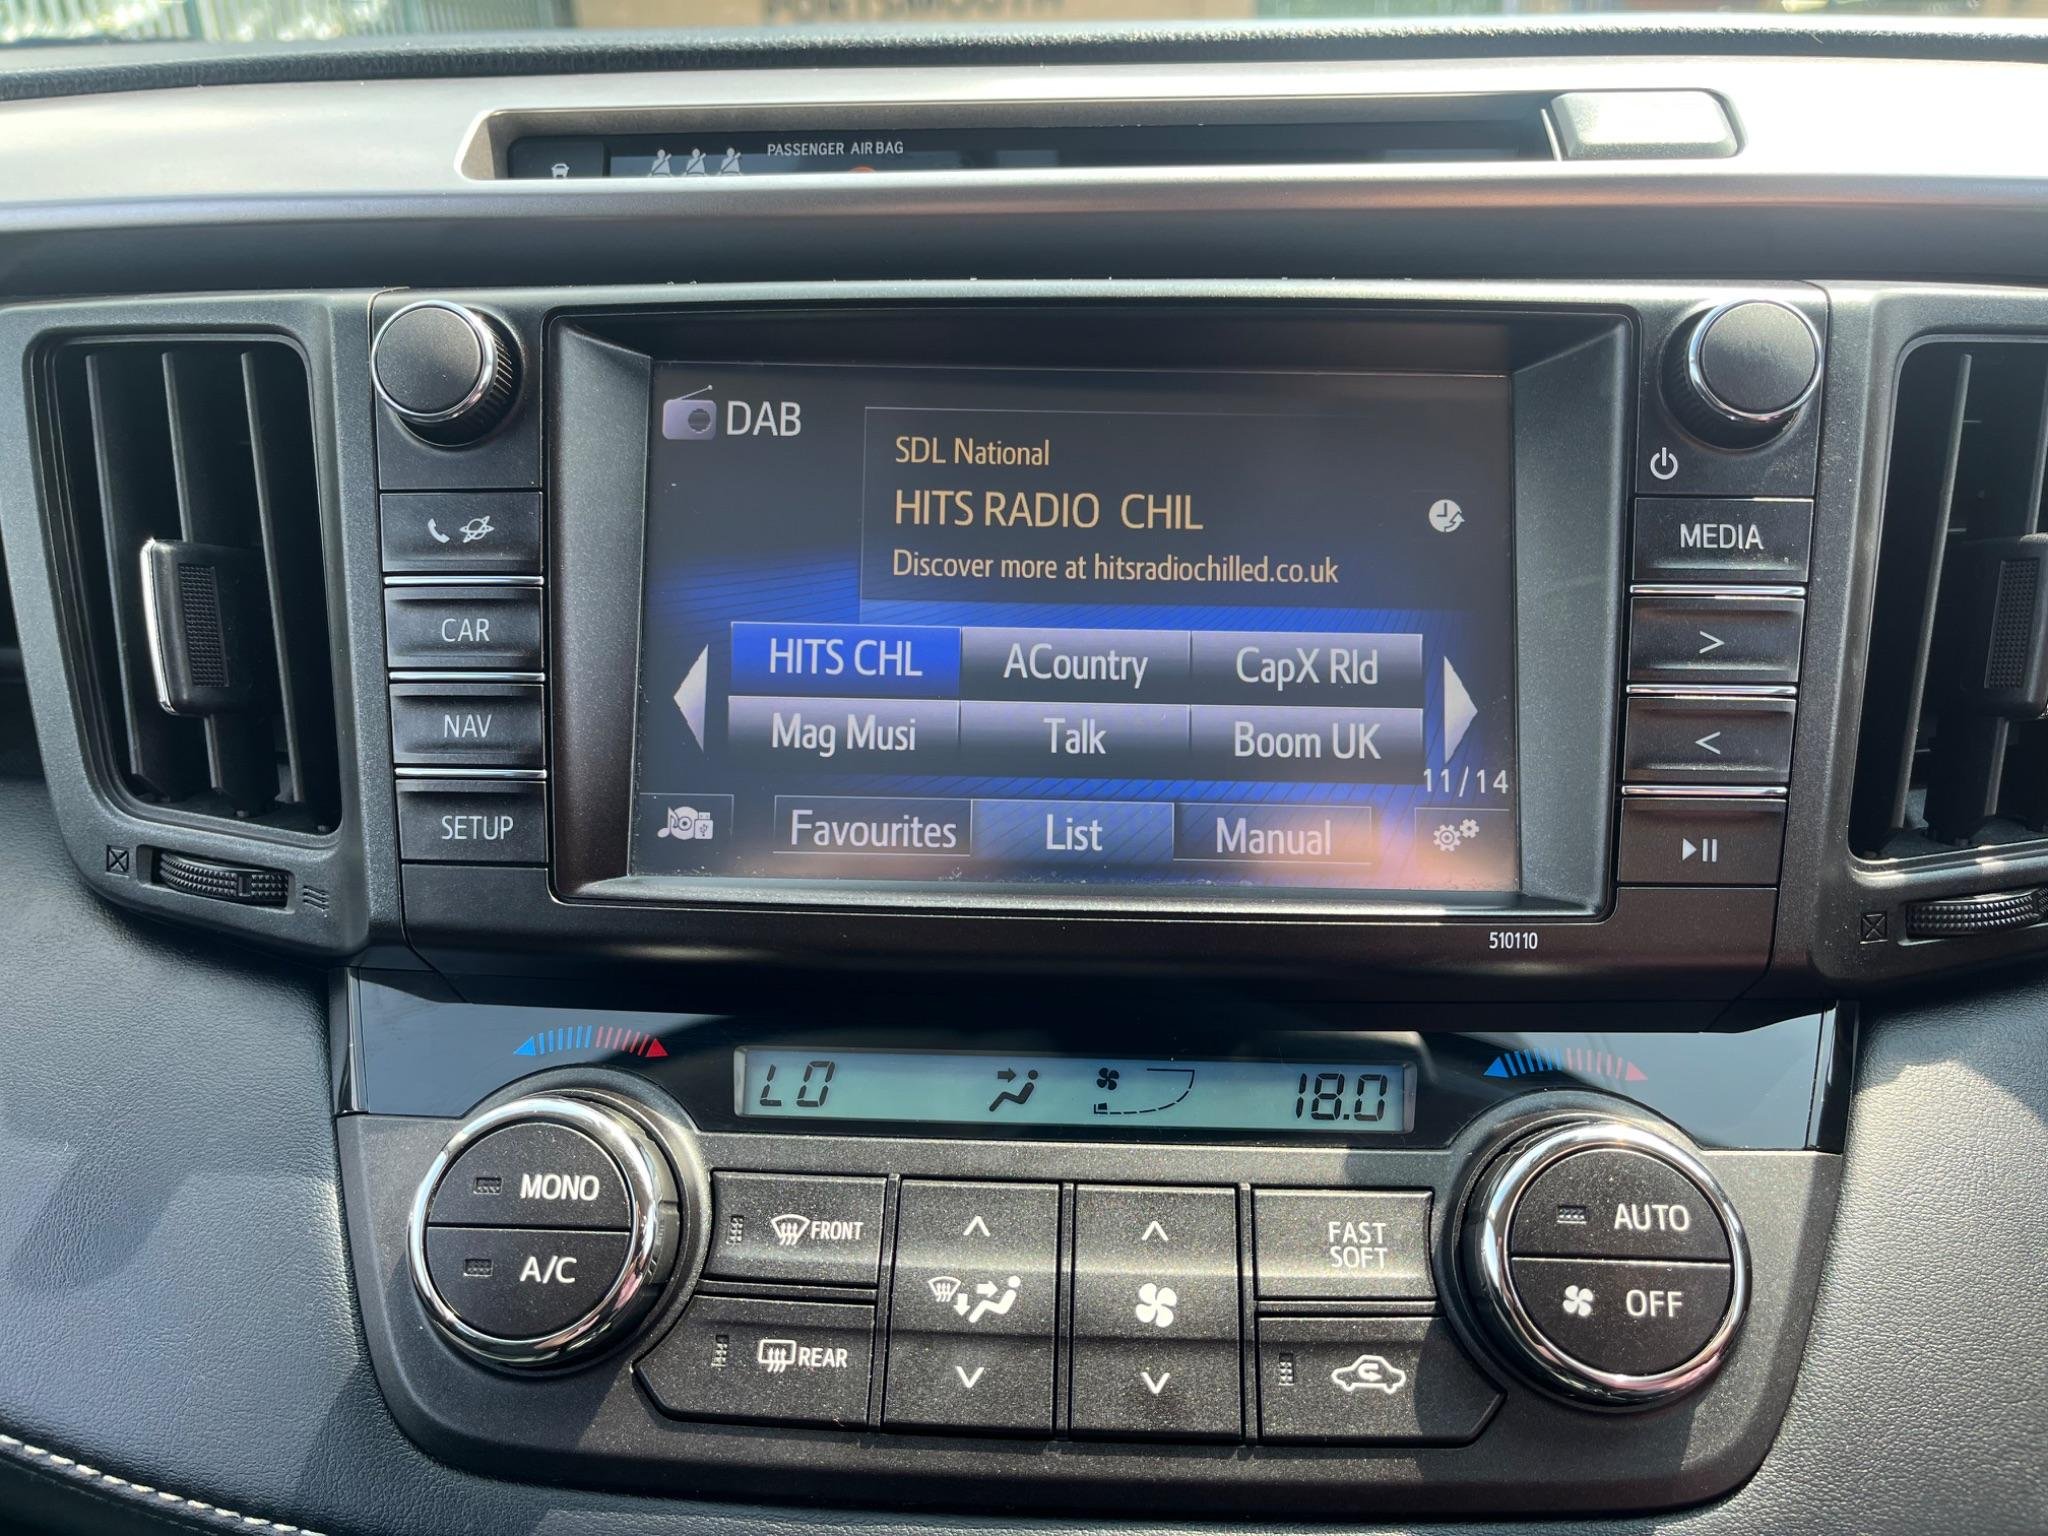 PORTSMOUTH
PASSENGER AIR BAG
DAB
SDL National
HITS RADIO CHIL
Discover more at hitsradiochilled.co.uk
HITS CHL ACountry CapX Rld
Mag Musi Talk Boom UK
11/14
Favourites List Manual
CAR
NAV
SETUP
MEDIA
>
<
510110
LO 18.0
MONO
A/C
FRONT
REAR
FAST
SOFT
AUTO
OFF